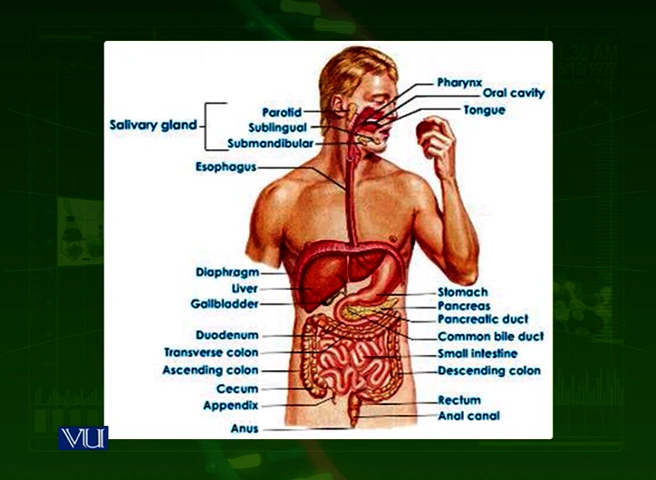 Pharynx
Oral cavity
Tongue
Salivary gland
Parotid
Sublingual
Submandibular
Esophagus
Diaphragm
Liver
Gallbladder
Duodenum
Transverse colon
Ascending colon
Cecum
Appendix
Anus
Stomach
Pancreas
Pancreatic duct
Common bile duct
Small intestine
Descending colon
Rectum
Anal canal
VU